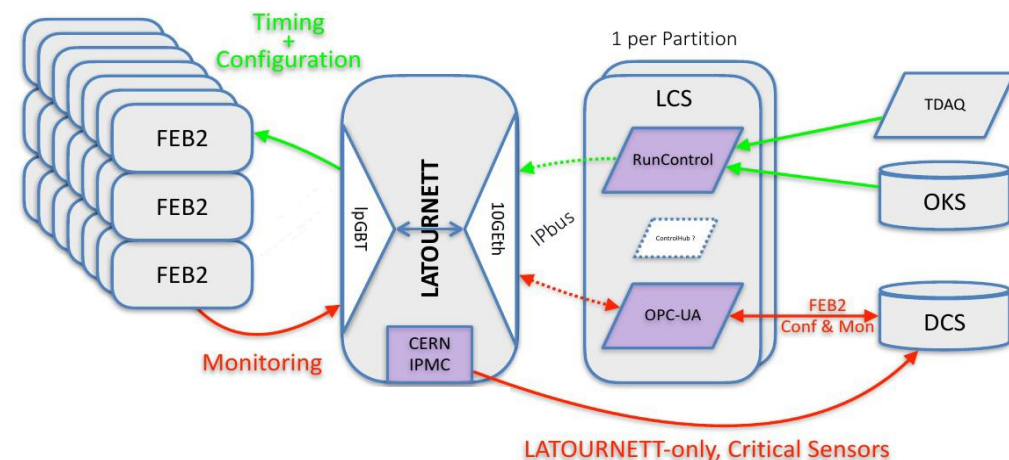 Timing
+
Configuration
1 per Partition
FEB2
FEB2
FEB2
lpGBT
LATOURNETT
10GEth
CERN
IPMC
IPbus
LCS
RunControl
ControlHub ?
OPC-UA
TDAQ
OKS
DCS
FEB2
Conf & Mon
Monitoring
LATOURNETT-only, Critical Sensors